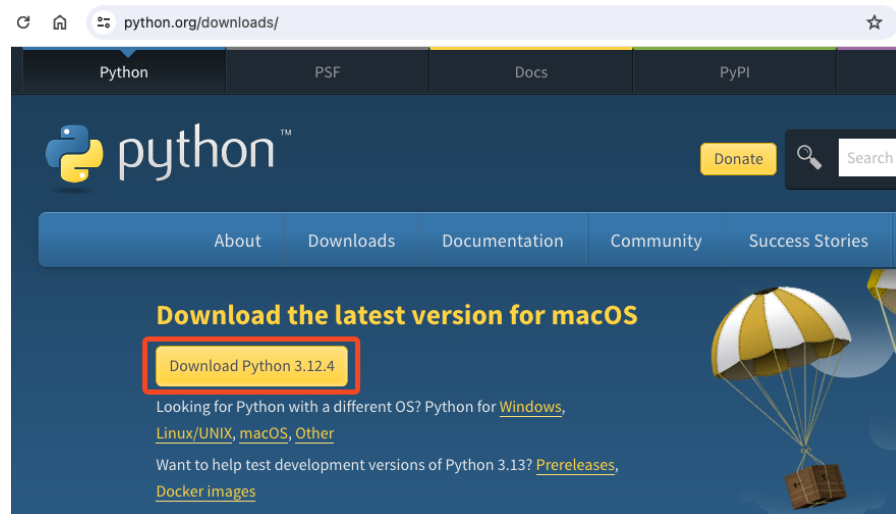 python.org/downloads/
Python PSF Docs PyPI
python™
Donate Search
About Downloads Documentation Community Success Stories
Download the latest version for macOS
Download Python 3.12.4
Looking for Python with a different OS? Python for Windows,
Linux/UNIX, macOS, Other
Want to help test development versions of Python 3.13? Prereleases,
Docker images